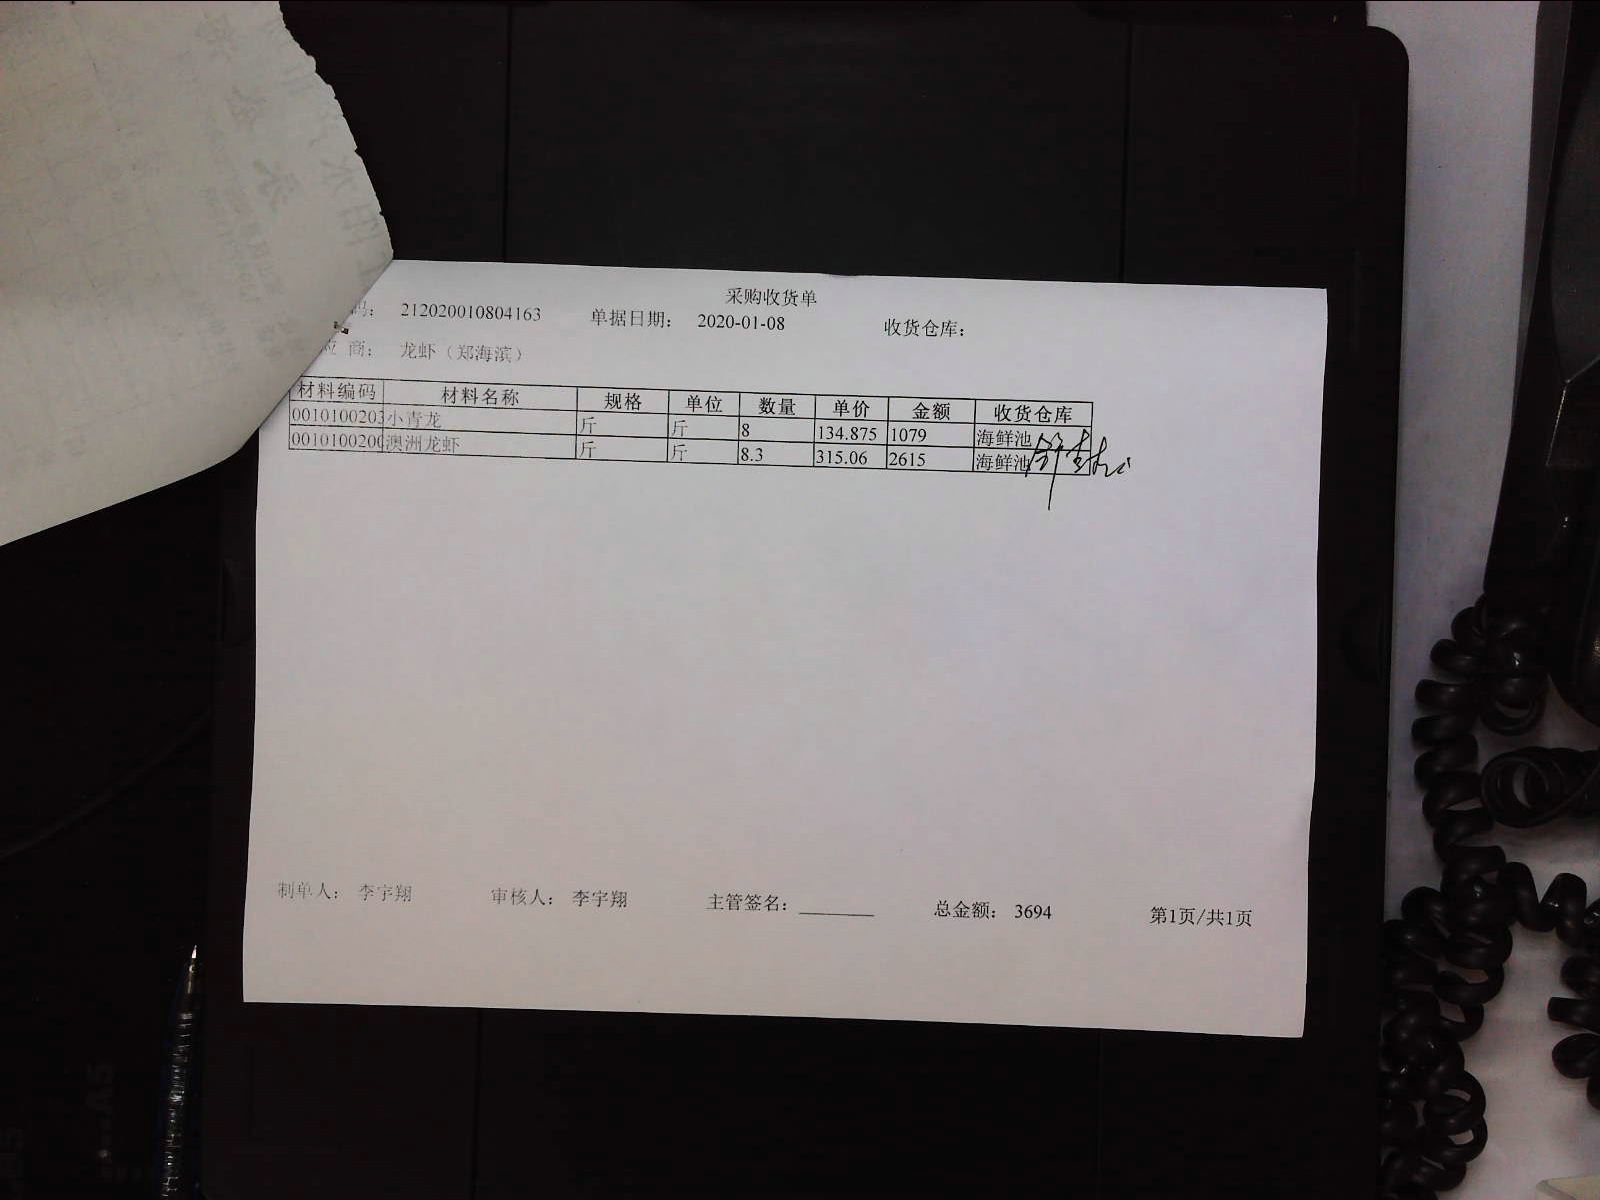 采购收货单
码： 212020010804163 单据日期： 2020-01-08 收货仓库：
应 商： 龙虾（郑海滨）
材料编码 材料名称 规格 单位 数量 单价 金额 收货仓库
0010100203 小青龙 斤 斤 8 134.875 1079 海鲜池
001010020 澳洲龙虾 斤 斤 8.3 315.06 2615 海鲜池
制单人： 李宇翔 审核人： 李宇翔 主管签名： 总金额： 3694 第1页/共1页